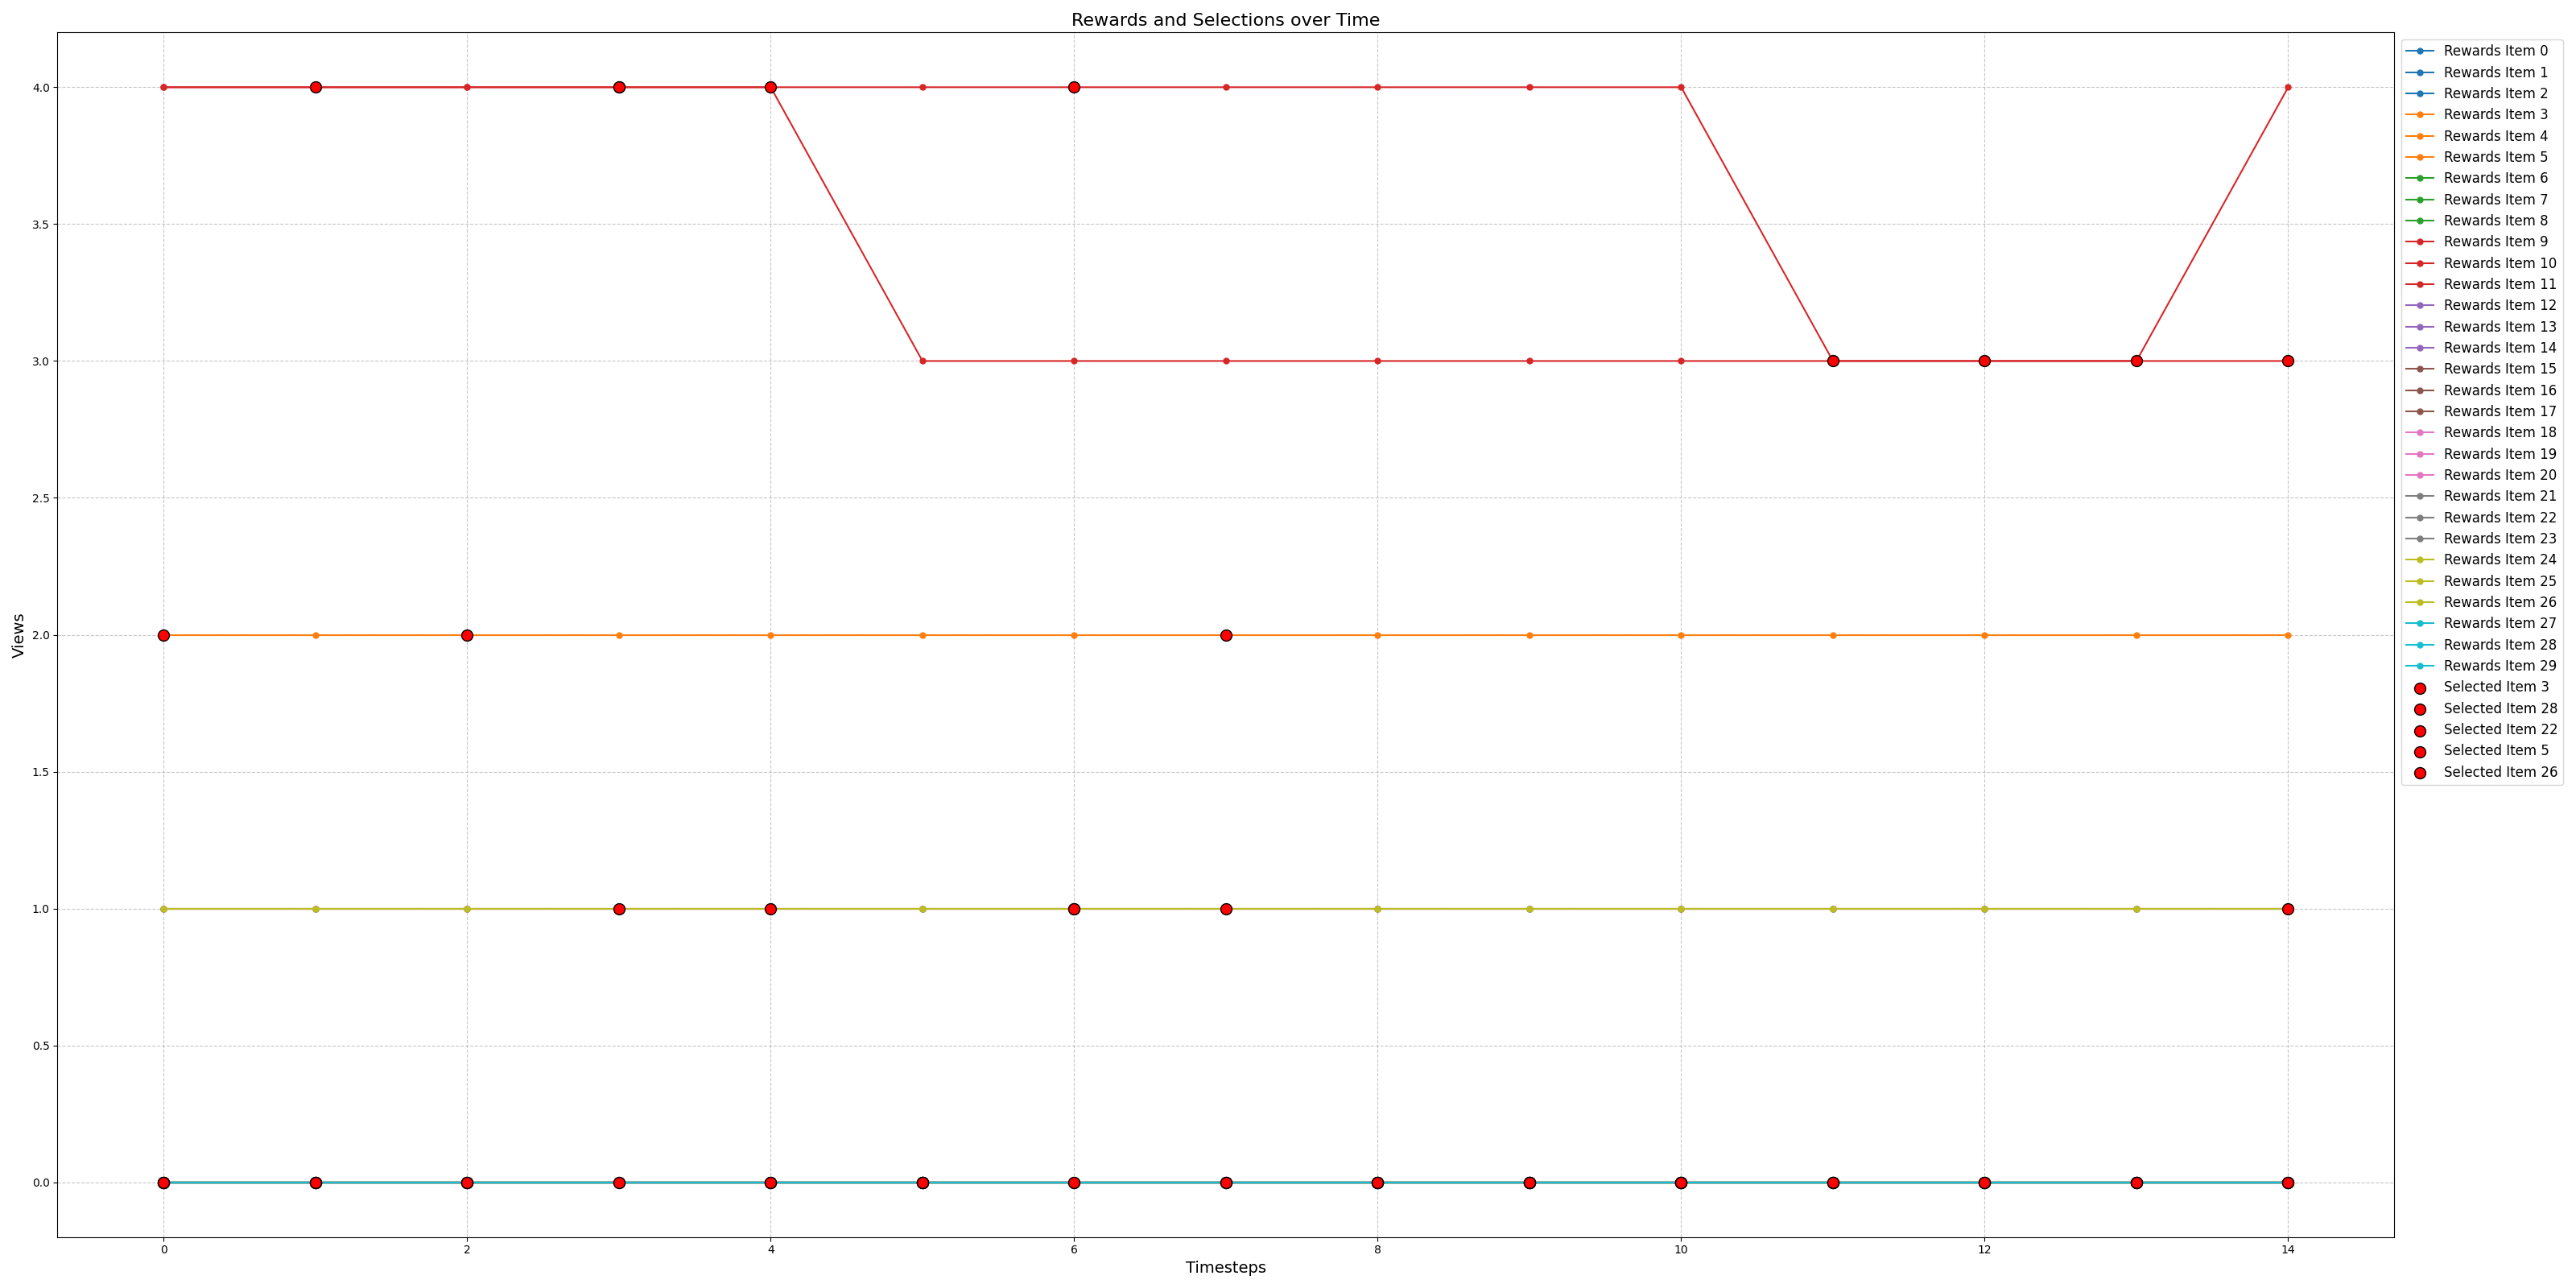 Rewards and Selections over Time
4.0
3.5
3.0
2.5
2.0
1.5
1.0
0.5
0.0
Views
0 2 4 6 8 10 12 14
Timesteps
Rewards Item 0
Rewards Item 1
Rewards Item 2
Rewards Item 3
Rewards Item 4
Rewards Item 5
Rewards Item 6
Rewards Item 7
Rewards Item 8
Rewards Item 9
Rewards Item 10
Rewards Item 11
Rewards Item 12
Rewards Item 13
Rewards Item 14
Rewards Item 15
Rewards Item 16
Rewards Item 17
Rewards Item 18
Rewards Item 19
Rewards Item 20
Rewards Item 21
Rewards Item 22
Rewards Item 23
Rewards Item 24
Rewards Item 25
Rewards Item 26
Rewards Item 27
Rewards Item 28
Rewards Item 29
Selected Item 3
Selected Item 28
Selected Item 22
Selected Item 5
Selected Item 26